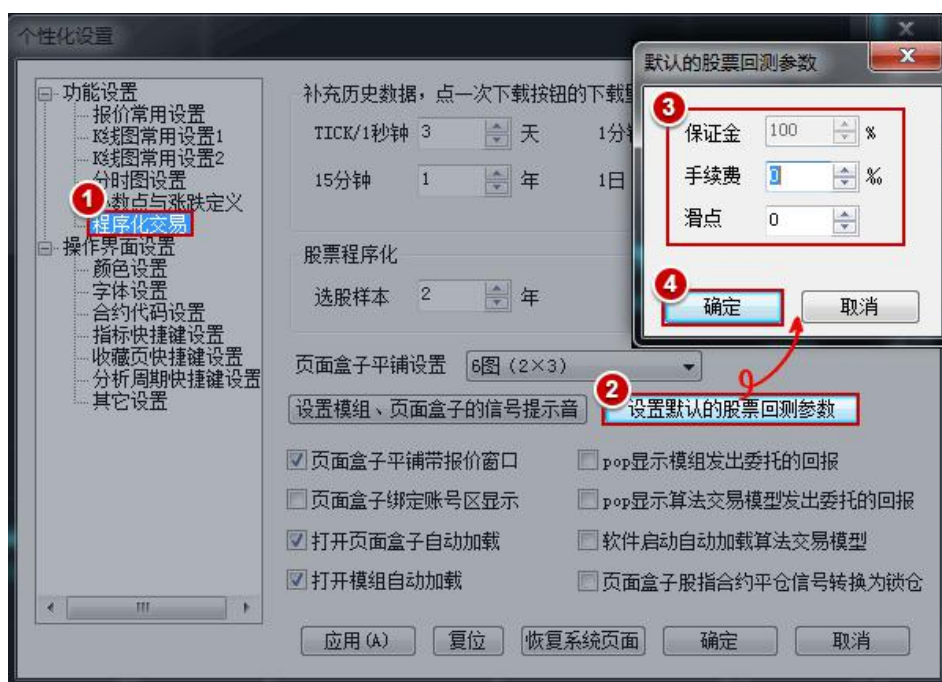 个性化设置
功能设置
报价常用设置
K线图常用设置1
K线图常用设置2
分时图设置
数点与涨跌定义
程序化交易
操作界面设置
颜色设置
字体设置
合约代码设置
指标快捷键设置
收藏页快捷键设置
分析周期快捷键设置
其它设置
1
补充历史数据，点一次下载按钮的下载
TICK/1秒钟 3 天 1分
15分钟 1 年 1日
股票程序化
选股样本 2 年
页面盒子平铺设置 6图 (2×3)
设置模组、页面盒子的信号提示音 2 设置默认的股票回测参数
页面盒子平铺带报价窗口 pop显示模组发出委托的回报
页面盒子绑定账号区显示 pop显示算法交易模型发出委托的回报
打开页面盒子自动加载 软件启动自动加载算法交易模型
打开模组自动加载 页面盒子股指合约平仓信号转换为锁仓
应用(A) 复位 恢复系统页面 确定 取消
默认的股票回测参数
3
保证金 100 %
手续费 0 ‰
滑点 0
4
确定 取消